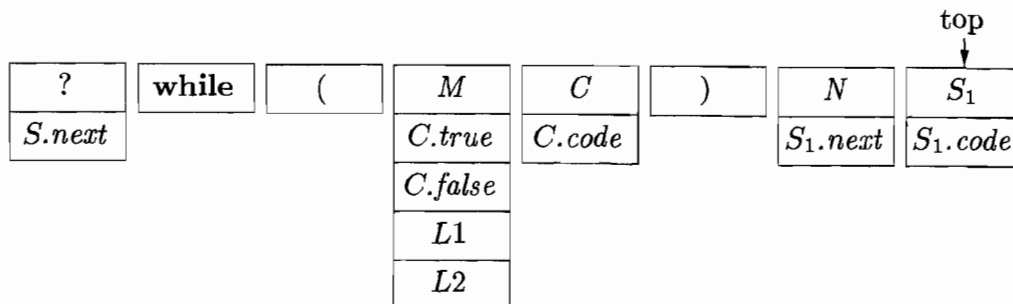 top
? while ( M C ) N S₁
S.next C.true C.code S₁.next S₁.code
C.false
L1
L2